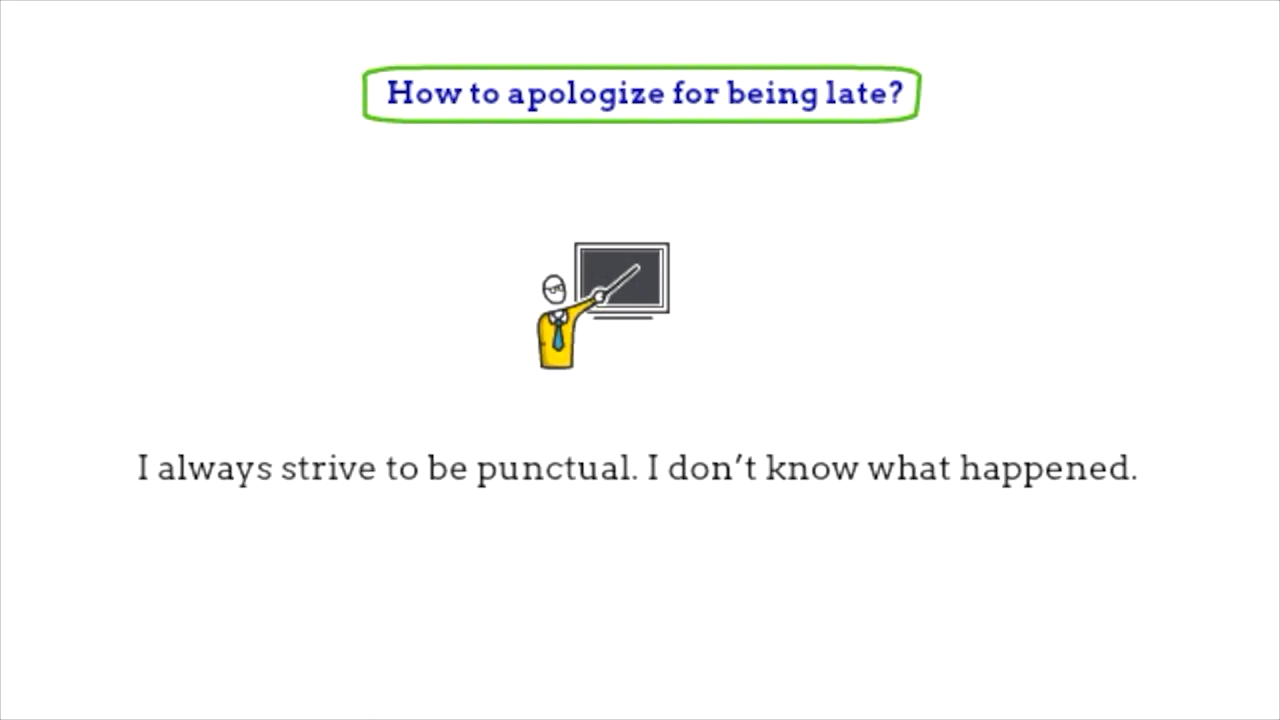 How to apologize for being late?
I always strive to be punctual. I don’t know what happened.